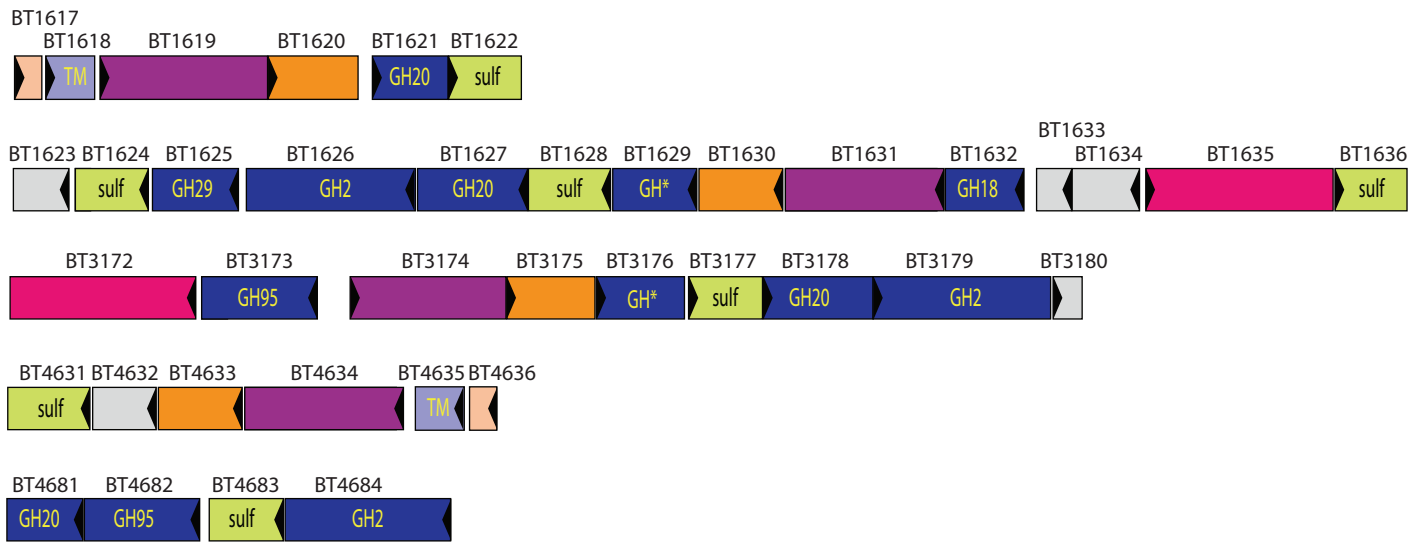 BT1617
BT1618 BT1619 BT1620 BT1621 BT1622
TM GH20 sulf
BT1633
BT1623 BT1624 BT1625 BT1626 BT1627 BT1628 BT1629 BT1630 BT1631 BT1632 BT1634 BT1635 BT1636
sulf GH29 GH2 GH20 sulf GH* GH18 sulf
BT3172 BT3173 BT3174 BT3175 BT3176 BT3177 BT3178 BT3179 BT3180
GH95 GH* sulf GH20 GH2
BT4631 BT4632 BT4633 BT4634 BT4635 BT4636
sulf TM
BT4681 BT4682 BT4683 BT4684
GH20 GH95 sulf GH2